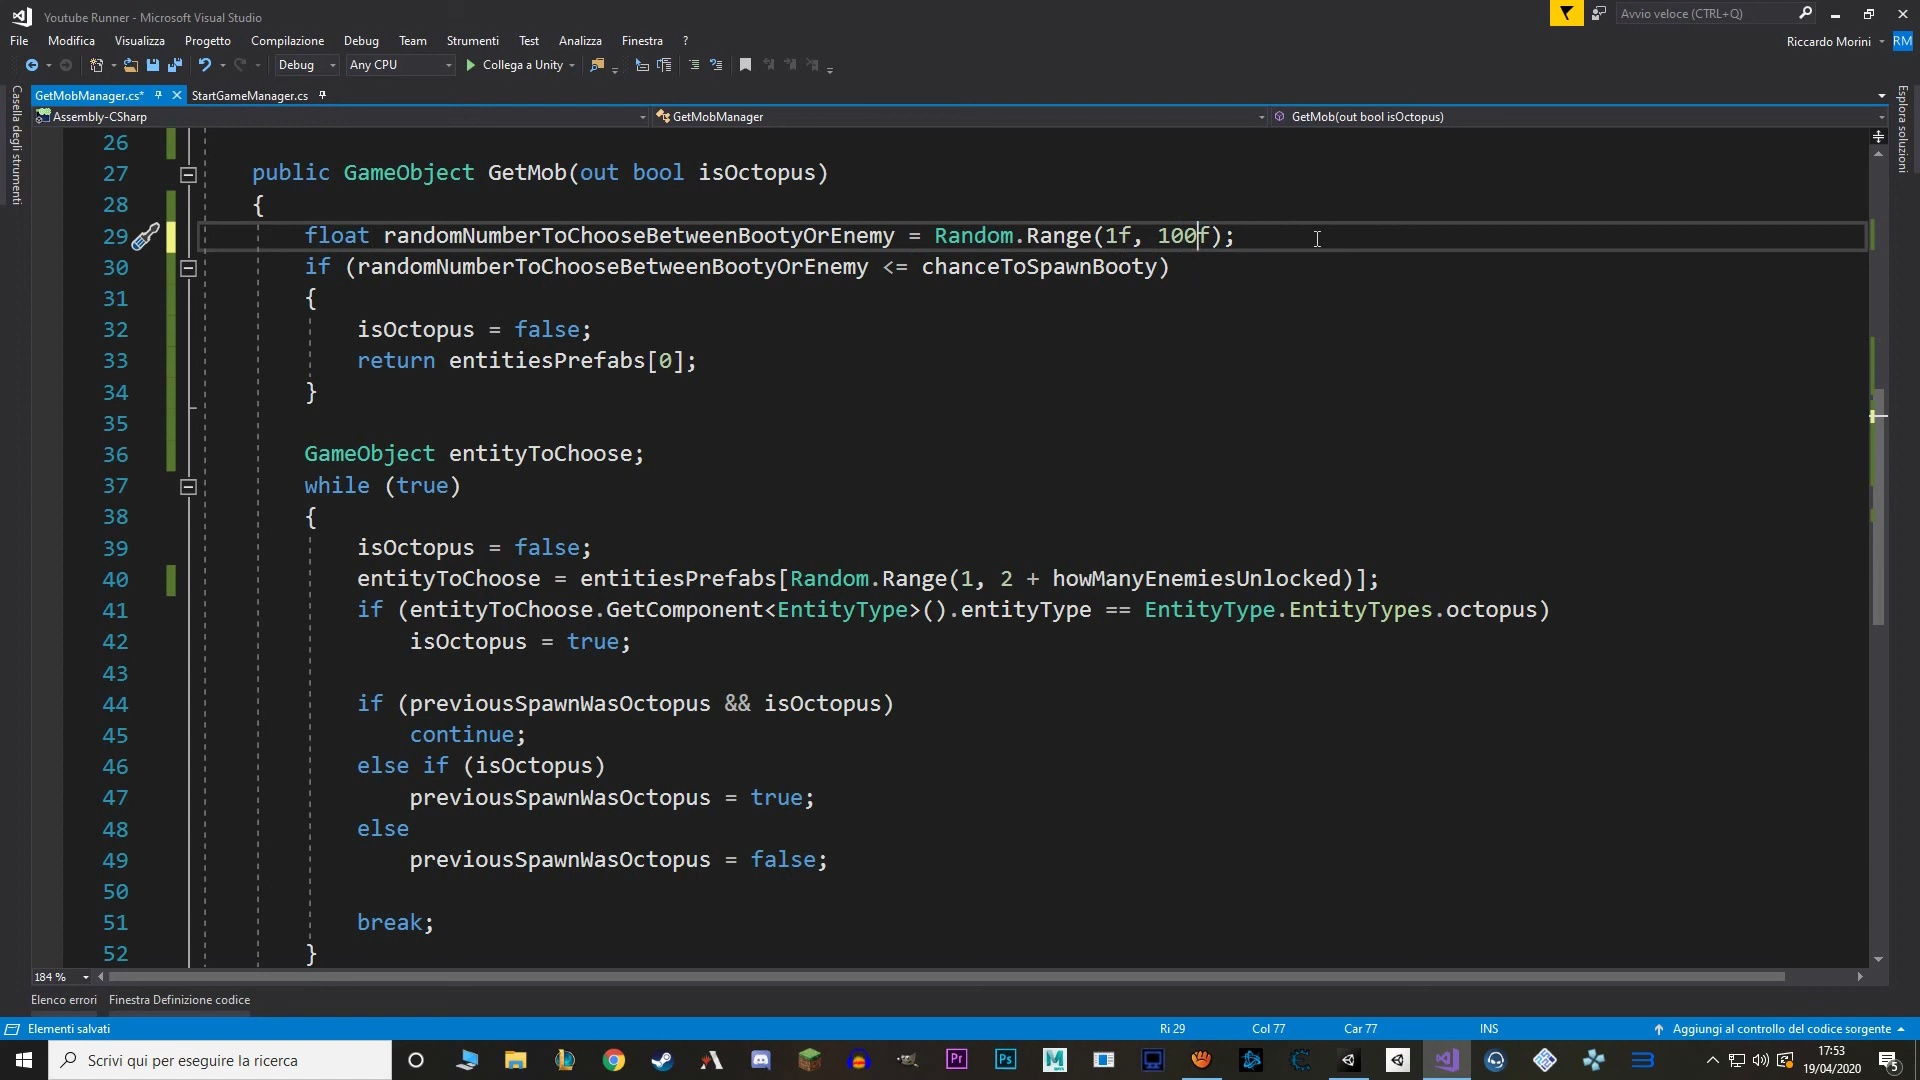 Youtube Runner - Microsoft Visual Studio
Avvio veloce (CTRL+Q)
File Modifica Visualizza Progetto Compilazione Debug Team Strumenti Test Analizza Finestra ?
Riccardo Morini RM
Debug Any CPU Collega a Unity
GetMobManager.cs* StartGameManager.cs
Assembly-CSharp GetMobManager GetMob(out bool isOctopus)
Casella degli strumenti
Esplora soluzioni
26
27 public GameObject GetMob(out bool isOctopus)
28 {
29 float randomNumberToChooseBetweenBootyOrEnemy = Random.Range(1f, 100f);
30 if (randomNumberToChooseBetweenBootyOrEnemy <= chanceToSpawnBooty)
31 {
32 isOctopus = false;
33 return entitiesPrefabs[0];
34 }
35
36 GameObject entityToChoose;
37 while (true)
38 {
39 isOctopus = false;
40 entityToChoose = entitiesPrefabs[Random.Range(1, 2 + howManyEnemiesUnlocked)];
41 if (entityToChoose.GetComponent<EntityType>().entityType == EntityType.EntityTypes.octopus)
42 isOctopus = true;
43
44 if (previousSpawnWasOctopus && isOctopus)
45 continue;
46 else if (isOctopus)
47 previousSpawnWasOctopus = true;
48 else
49 previousSpawnWasOctopus = false;
50
51 break;
52 }
184 %
Elenco errori Finestra Definizione codice
Elementi salvati Ri 29 Col 77 Car 77 INS Aggiungi al controllo del codice sorgente
Scrivi qui per eseguire la ricerca
Pr Ps M
17:53
19/04/2020
5